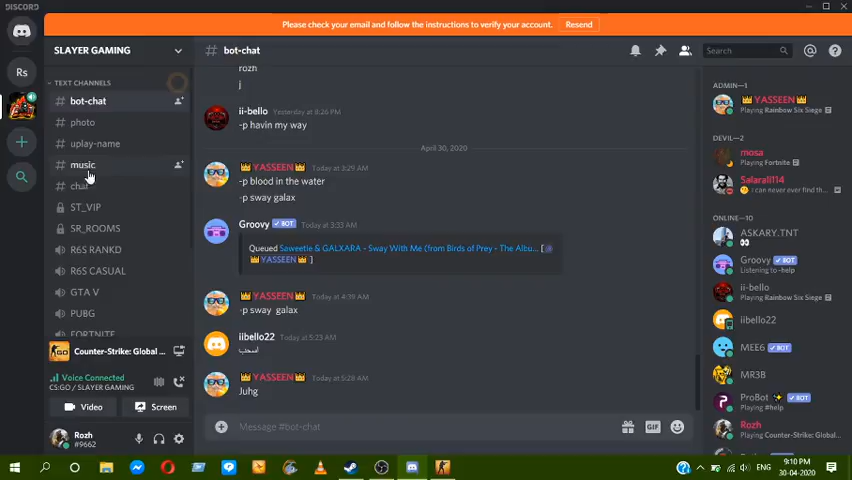 DISCORD
Please check your email and follow the instructions to verify your account. Resend
Rs
SLAYER GAMING
TEXT CHANNELS
# bot-chat
# photo
# uplay-name
# music
# chat
ST_VIP
SR_ROOMS
R6S RANKD
R6S CASUAL
GTA V
PUBG
FORTNITE
Counter-Strike: Global ...
Voice Connected
CS:GO / SLAYER GAMING
Video Screen
Rozh
#9662
# bot-chat
Search
rozh
j
ii-bello Yesterday at 8:26 PM
-p havin my way
April 30, 2020
YASSEEN Today at 3:29 AM
-p blood in the water
-p sway galax
Groovy BOT Today at 3:33 AM
Queued Saweetie & GALXARA - Sway With Me (from Birds of Prey - The Albu... [
YASSEEN ]
YASSEEN Today at 4:39 AM
-p sway galax
iibello22 Today at 5:23 AM
اسحب
YASSEEN Today at 5:28 AM
Juhg
Message #bot-chat
GIF
ADMIN—1
YASSEEN
Playing Rainbow Six Siege
DEVIL—2
mosa
Playing Fortnite
Salarall114
i can never ever find th...
ONLINE—10
ASKARY.TNT
Groovy BOT
Listening to -help
ii-bello
Playing Rainbow Six Siege
iibello22
MEE6 BOT
MR3B
ProBot BOT
Playing #help
Rozh
Playing Counter-Strike: Global...
ENG
9:10 PM
30-04-2020